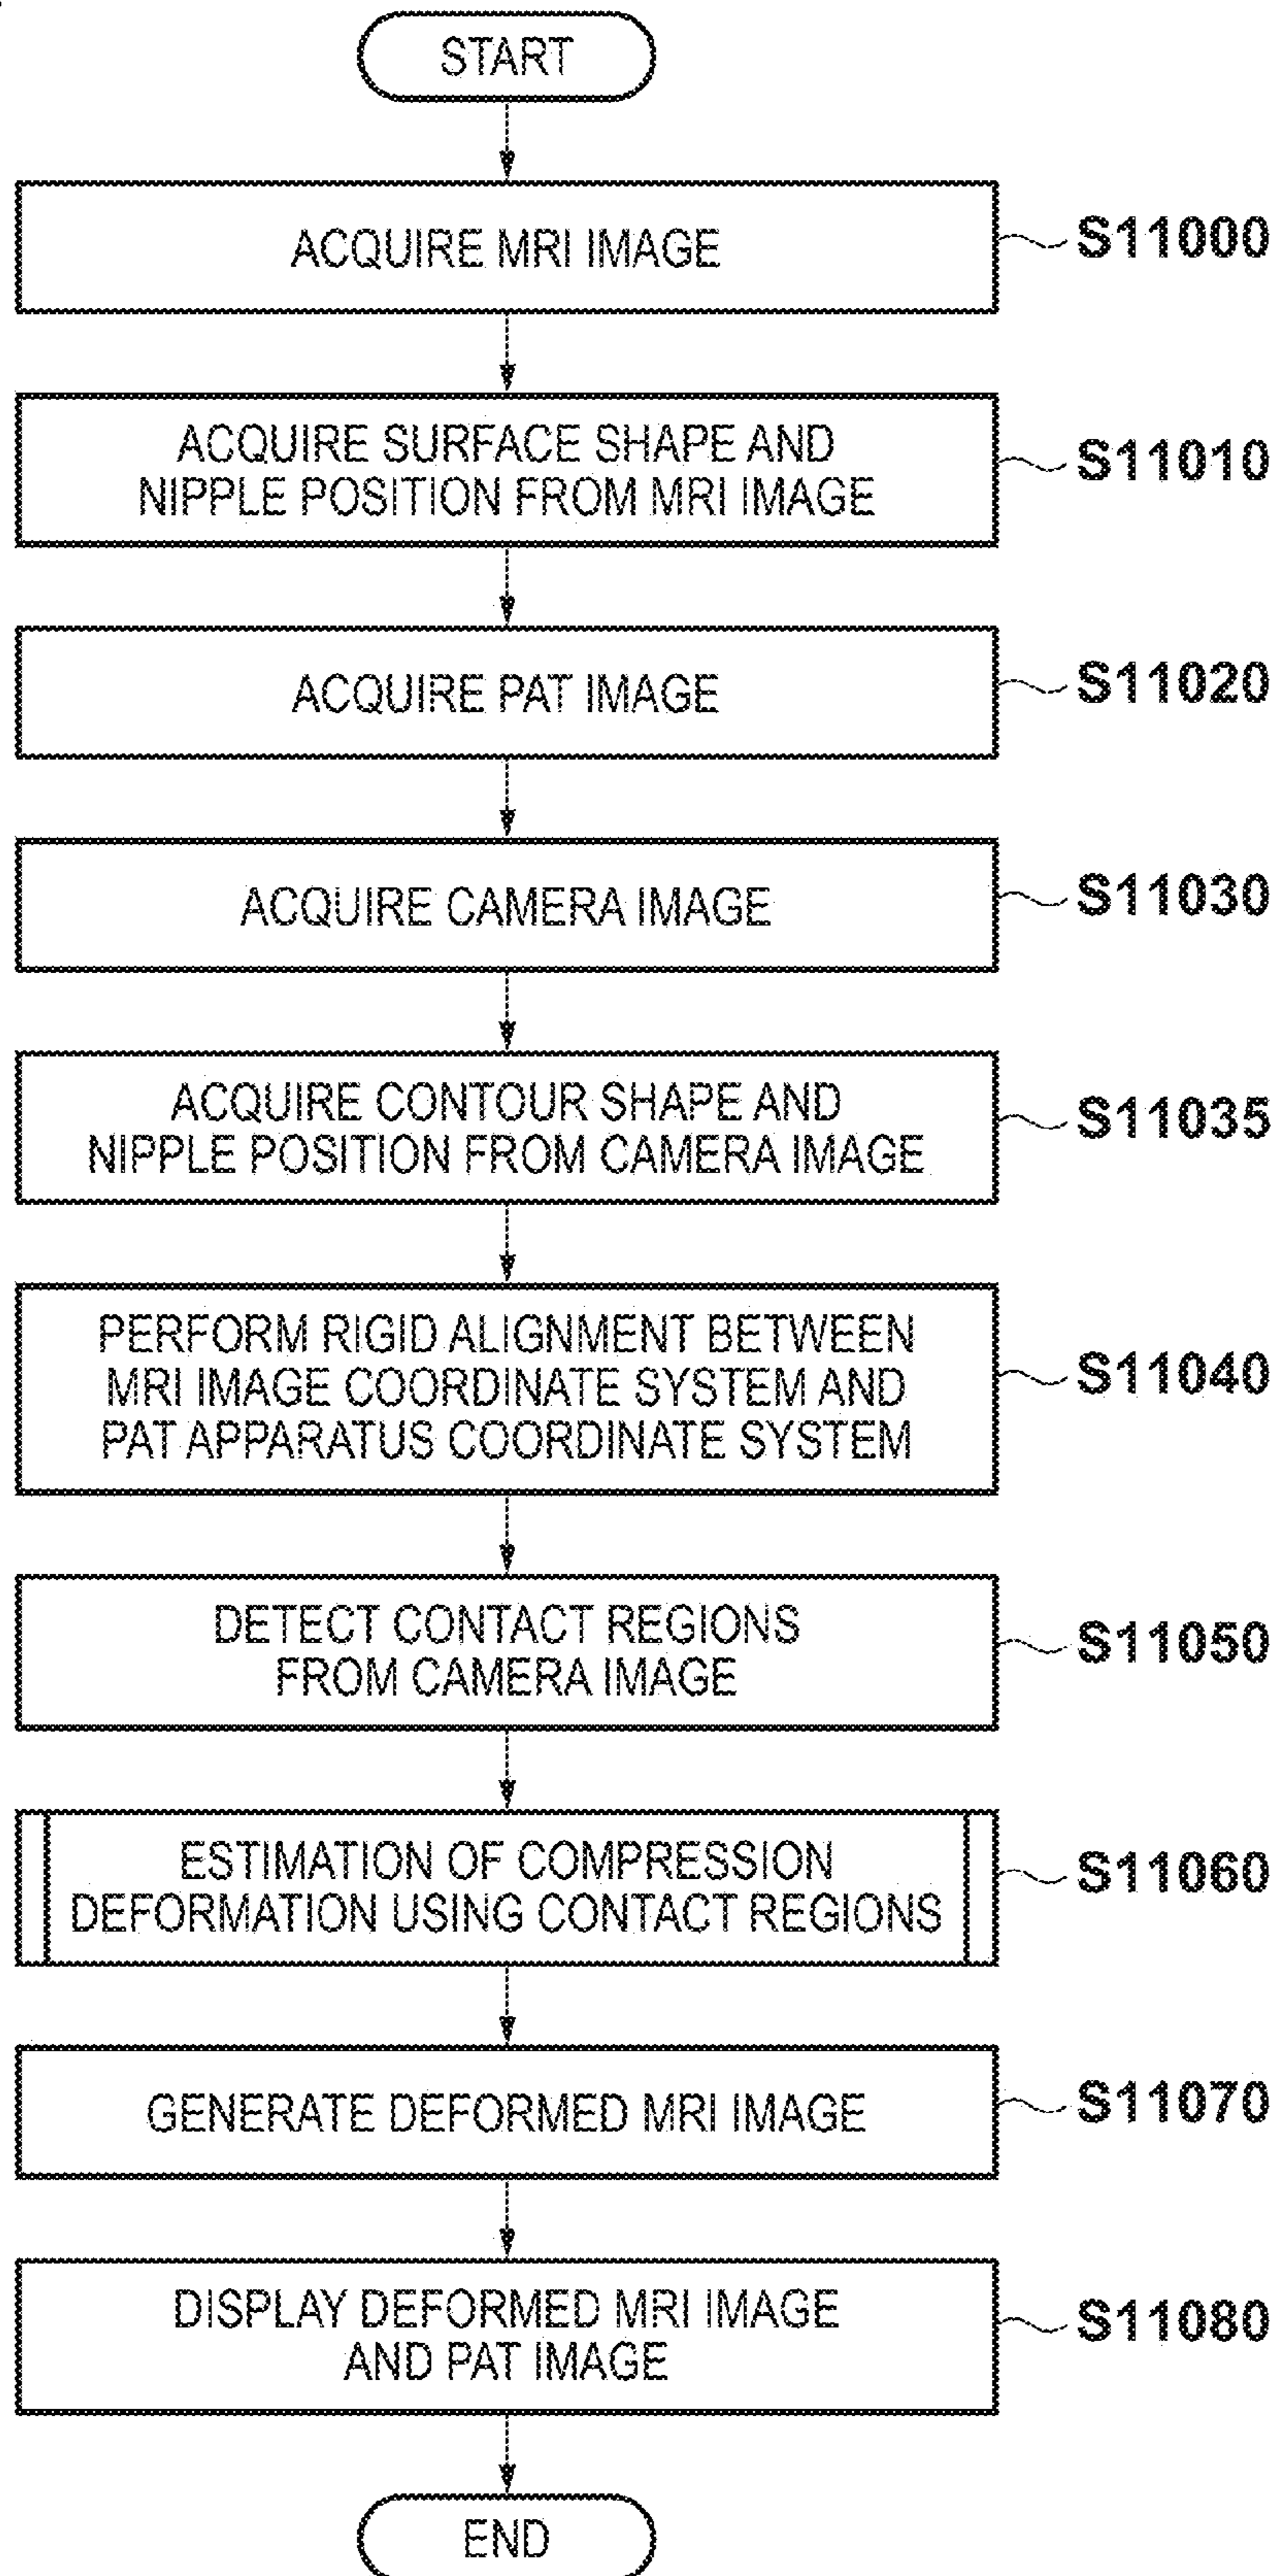 START
ACQUIRE MRI IMAGE
S11000
ACQUIRE SURFACE SHAPE AND
NIPPLE POSITION FROM MRI IMAGE
S11010
ACQUIRE PAT IMAGE
S11020
ACQUIRE CAMERA IMAGE
S11030
ACQUIRE CONTOUR SHAPE AND
NIPPLE POSITION FROM CAMERA IMAGE
S11035
PERFORM RIGID ALIGNMENT BETWEEN
MRI IMAGE COORDINATE SYSTEM AND
PAT APPARATUS COORDINATE SYSTEM
S11040
DETECT CONTACT REGIONS
FROM CAMERA IMAGE
S11050
ESTIMATION OF COMPRESSION
DEFORMATION USING CONTACT REGIONS
S11060
GENERATE DEFORMED MRI IMAGE
S11070
DISPLAY DEFORMED MRI IMAGE
AND PAT IMAGE
S11080
END